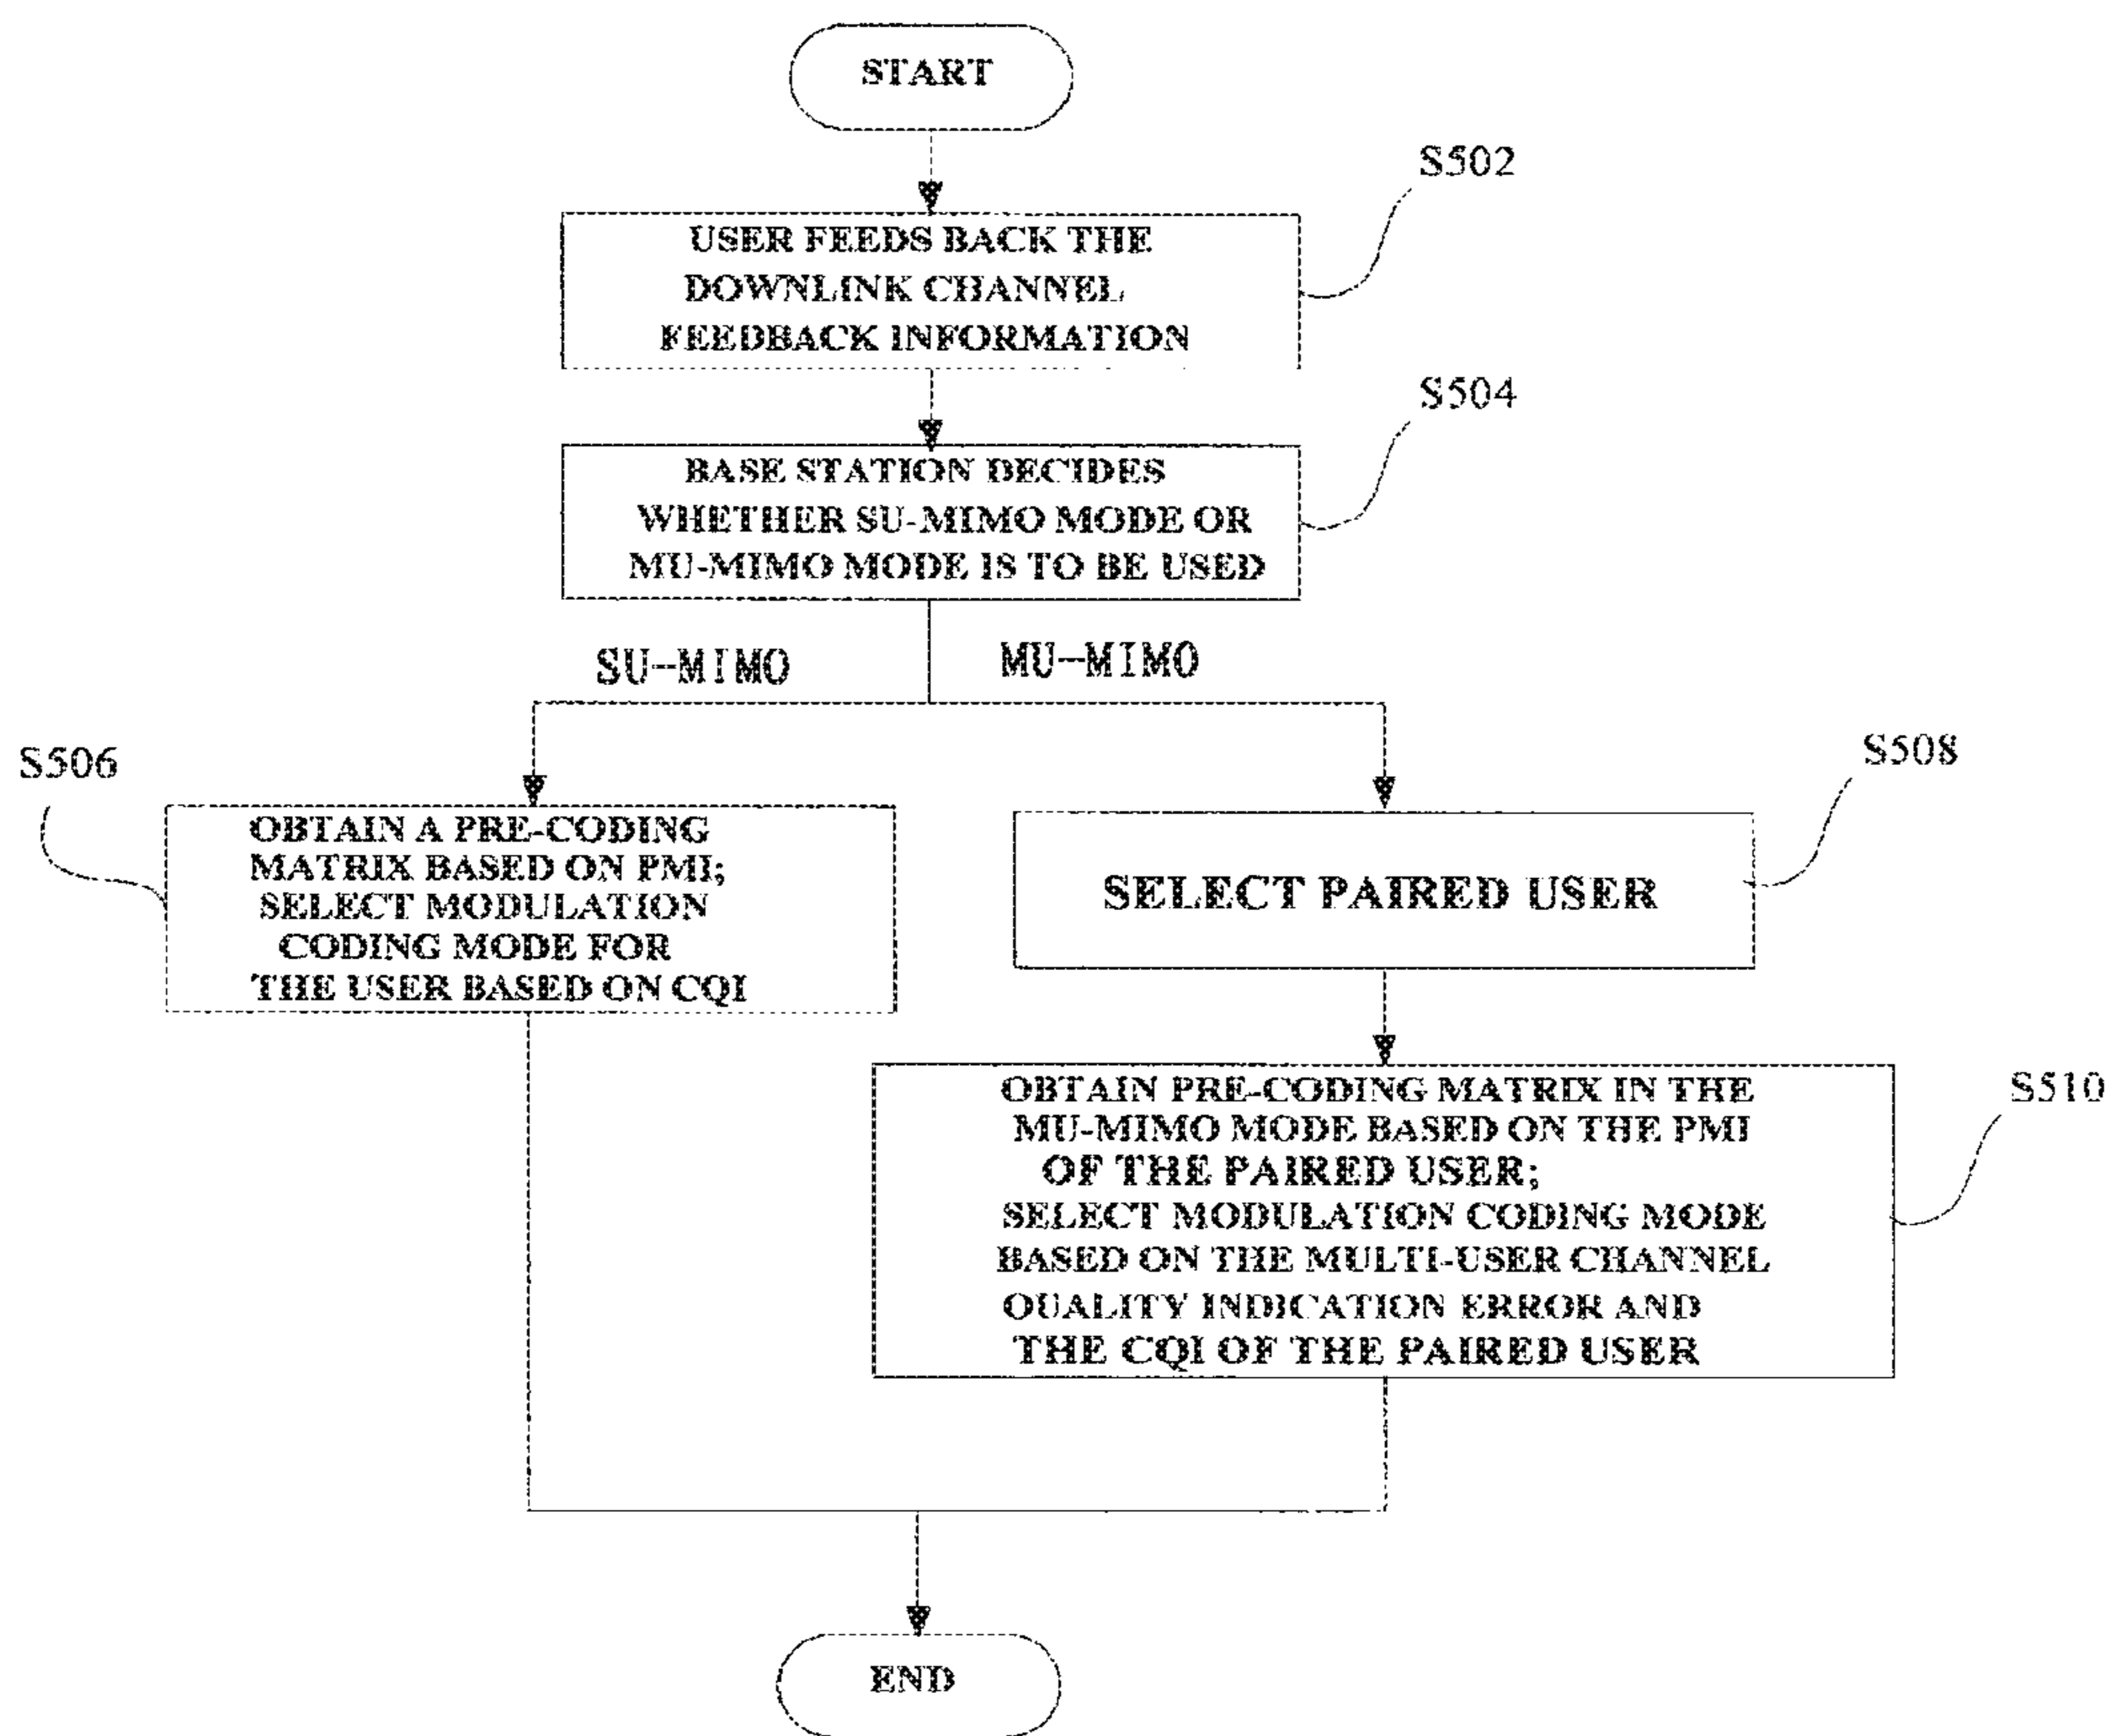 START
S502
USER FEEDS BACK THE
DOWNLINK CHANNEL
FEEDBACK INFORMATION
S504
BASE STATION DECIDES
WHETHER SU-MIMO MODE OR
MU-MIMO MODE IS TO BE USED
SU-MIMO
MU-MIMO
S506
OBTAIN A PRE-CODING
MATRIX BASED ON PMI;
SELECT MODULATION
CODING MODE FOR
THE USER BASED ON CQI
S508
SELECT PAIRED USER
S510
OBTAIN PRE-CODING MATRIX IN THE
MU-MIMO MODE BASED ON THE PMI
OF THE PAIRED USER;
SELECT MODULATION CODING MODE
BASED ON THE MULTI-USER CHANNEL
QUALITY INDICATION ERROR AND
THE CQI OF THE PAIRED USER
END